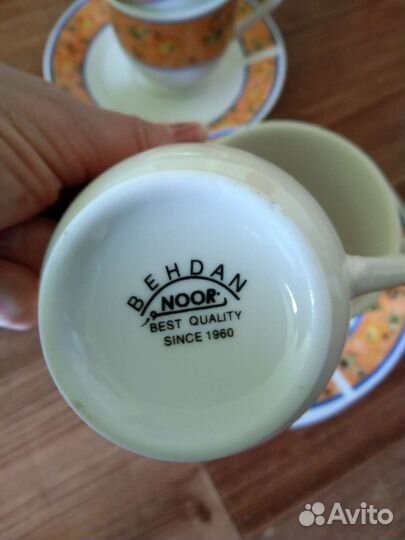 BEHDAN
NOOR
BEST QUALITY
SINCE 1960
Avito